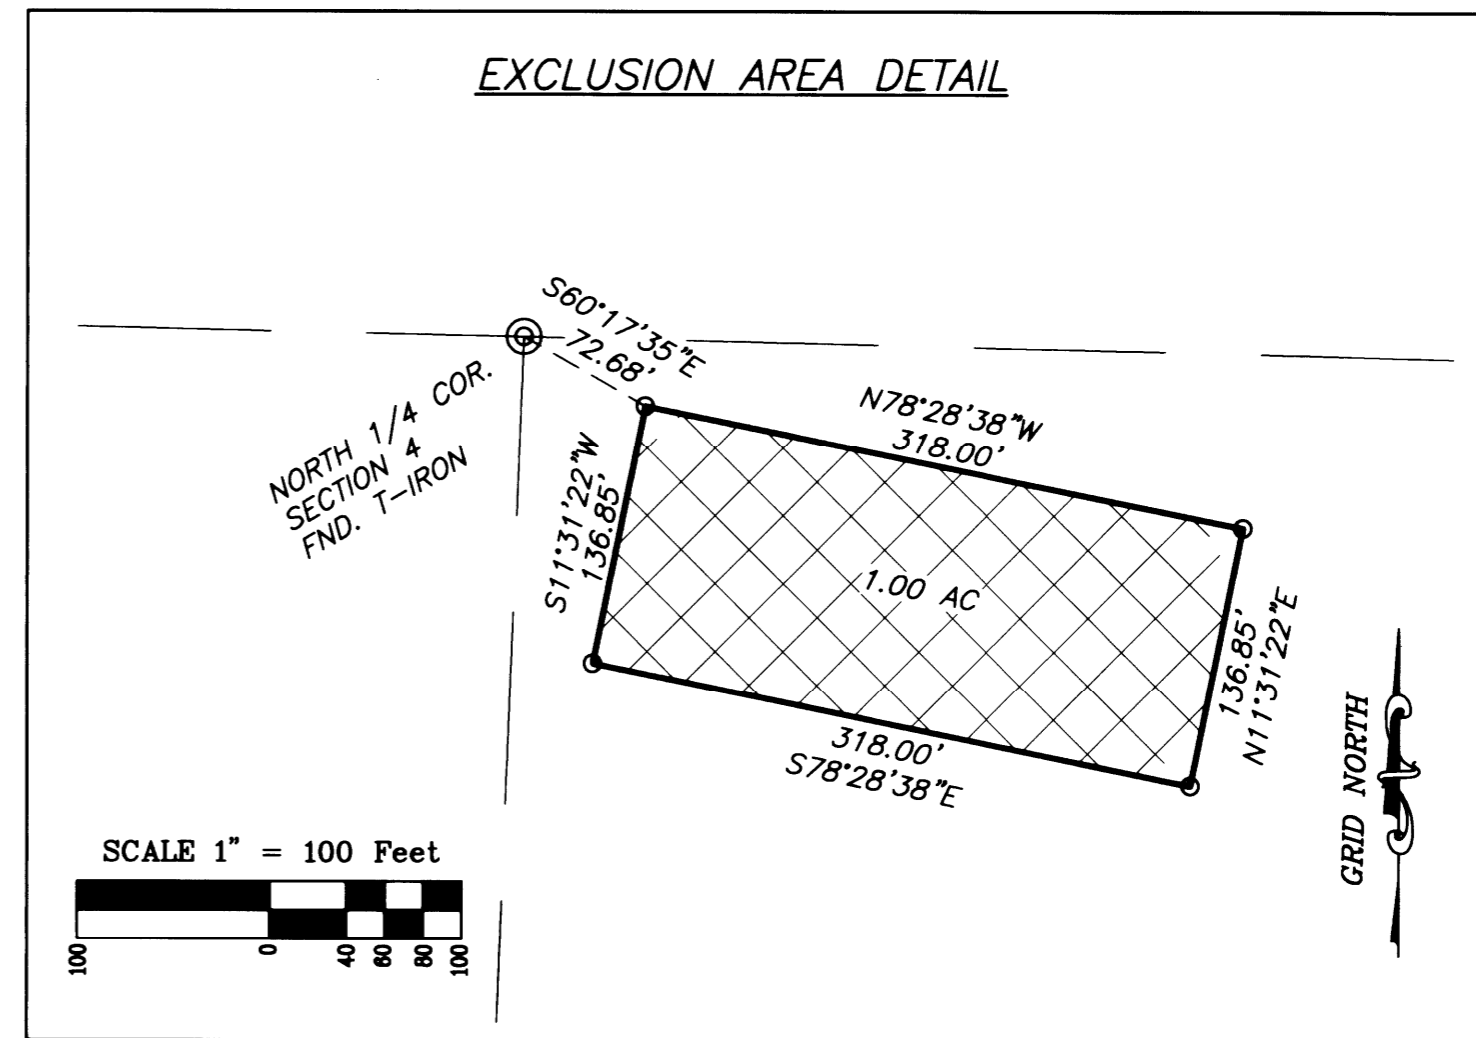 EXCLUSION AREA DETAIL
S60°17'35"E
72.68'
NORTH 1/4 COR.
SECTION 4
FND. T-IRON
N78°28'38"W
318.00'
S11°31'22"W
136.85'
1.00 AC
136.85'
N11°31'22"E
318.00'
S78°28'38"E
GRID NORTH
SCALE 1" = 100 Feet
100 0 40 60 80 100